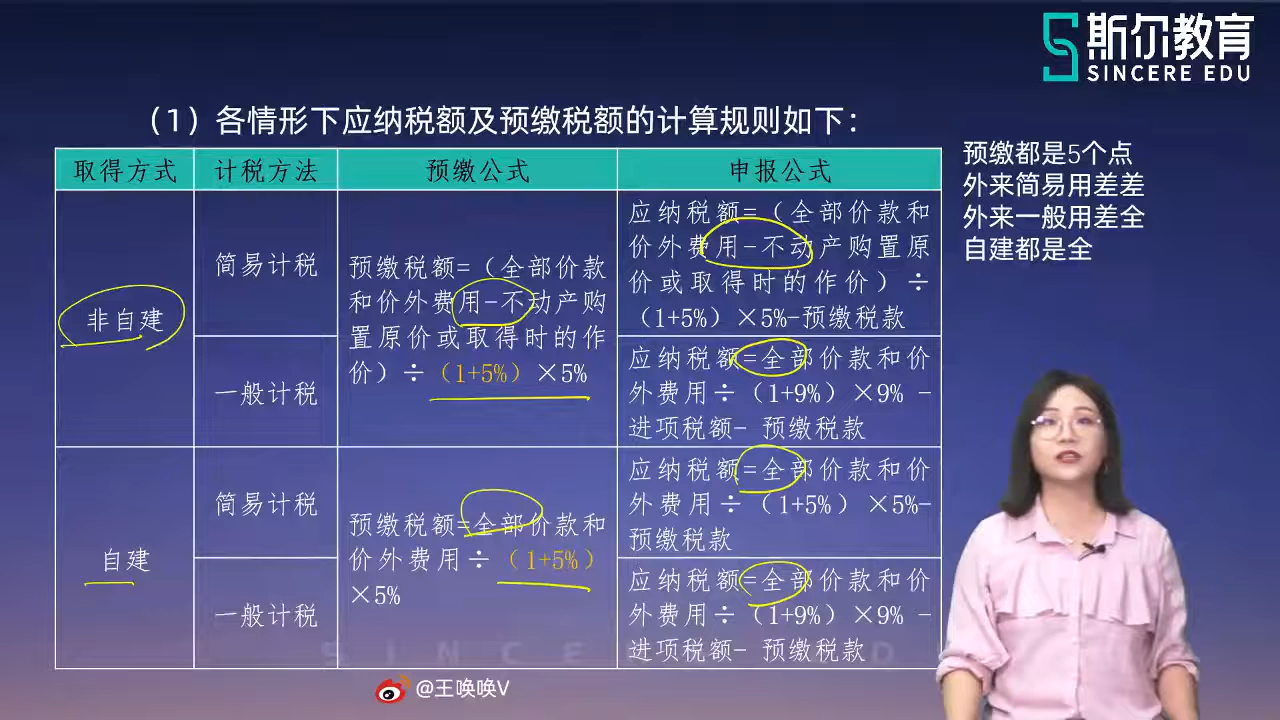 斯尔教育
SINCERE EDU
（1）各情形下应纳税额及预缴税额的计算规则如下：
取得方式 计税方法 预缴公式 申报公式
非自建
简易计税
预缴税额=（全部价款
和价外费用-不动产购
置原价或取得时的作
价）÷（1+5%）×5%
应纳税额=（全部价款和
价外费用-不动产购置原
价或取得时的作价）÷
（1+5%）×5%-预缴税款
一般计税
应纳税额=全部价款和价
外费用÷（1+9%）×9% -
进项税额- 预缴税款
自建
简易计税
预缴税额=全部价款和
价外费用÷（1+5%）
×5%
应纳税额=全部价款和价
外费用÷（1+5%）×5%-
预缴税款
一般计税
应纳税额=全部价款和价
外费用÷（1+9%）×9% -
进项税额- 预缴税款
预缴都是5个点
外来简易用差差
外来一般用差全
自建都是全
@王唤唤V